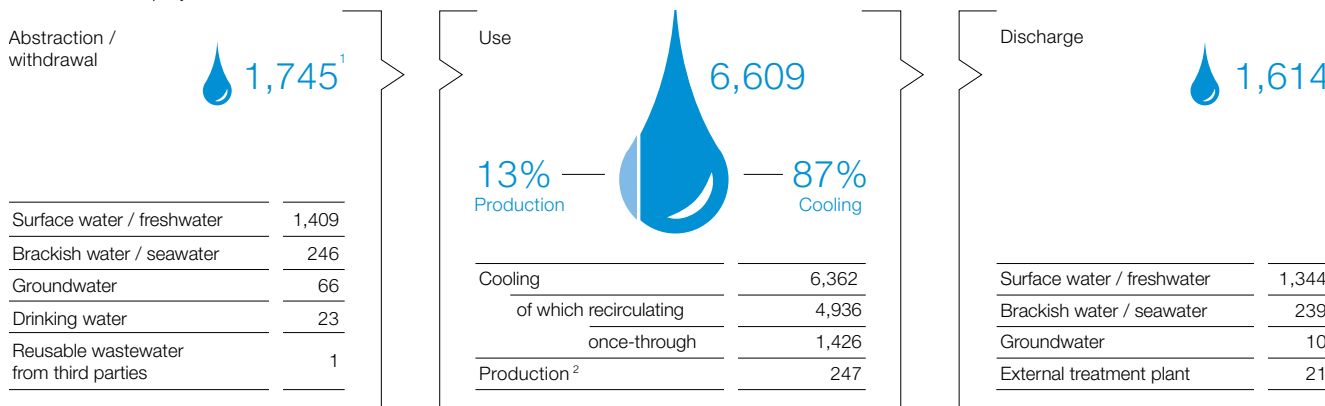 Abstraction /
withdrawal
1,745¹
Surface water / freshwater 1,409
Brackish water / seawater 246
Groundwater 66
Drinking water 23
Reusable wastewater
from third parties 1
Use
6,609
13%
Production
87%
Cooling
Cooling 6,362
of which recirculating 4,936
once-through 1,426
Production ² 247
Discharge
1,614
Surface water / freshwater 1,344
Brackish water / seawater 239
Groundwater 10
External treatment plant 21